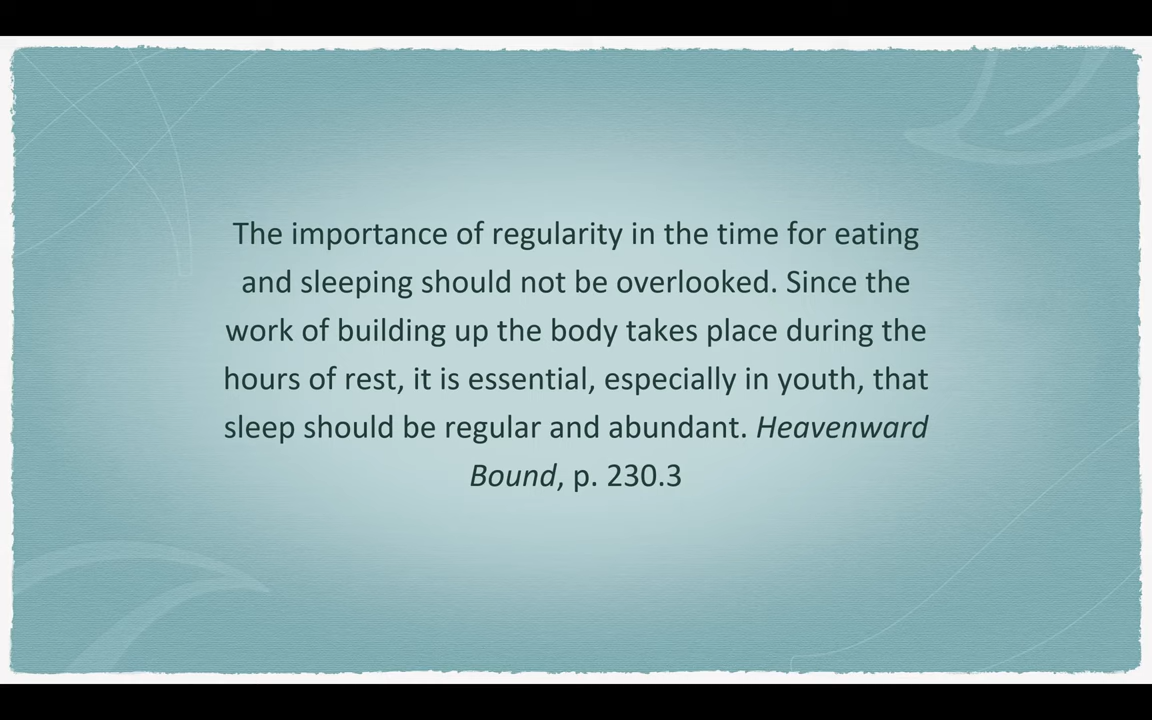 The importance of regularity in the time for eating
and sleeping should not be overlooked. Since the
work of building up the body takes place during the
hours of rest, it is essential, especially in youth, that
sleep should be regular and abundant. Heavenward
Bound, p. 230.3